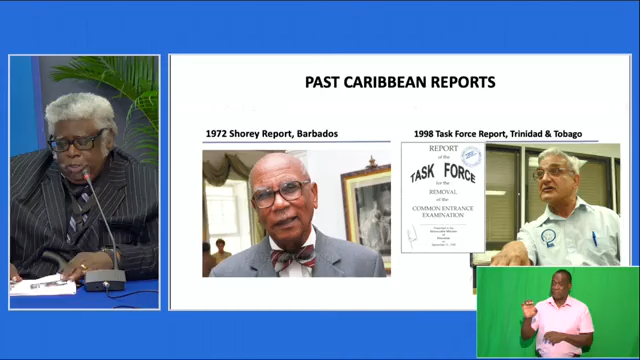 PAST CARIBBEAN REPORTS
1972 Shorey Report, Barbados
1998 Task Force Report, Trinidad & Tobago
REPORT
of the
TASK FORCE
for the
REMOVAL
of the
COMMON ENTRANCE
EXAMINATION